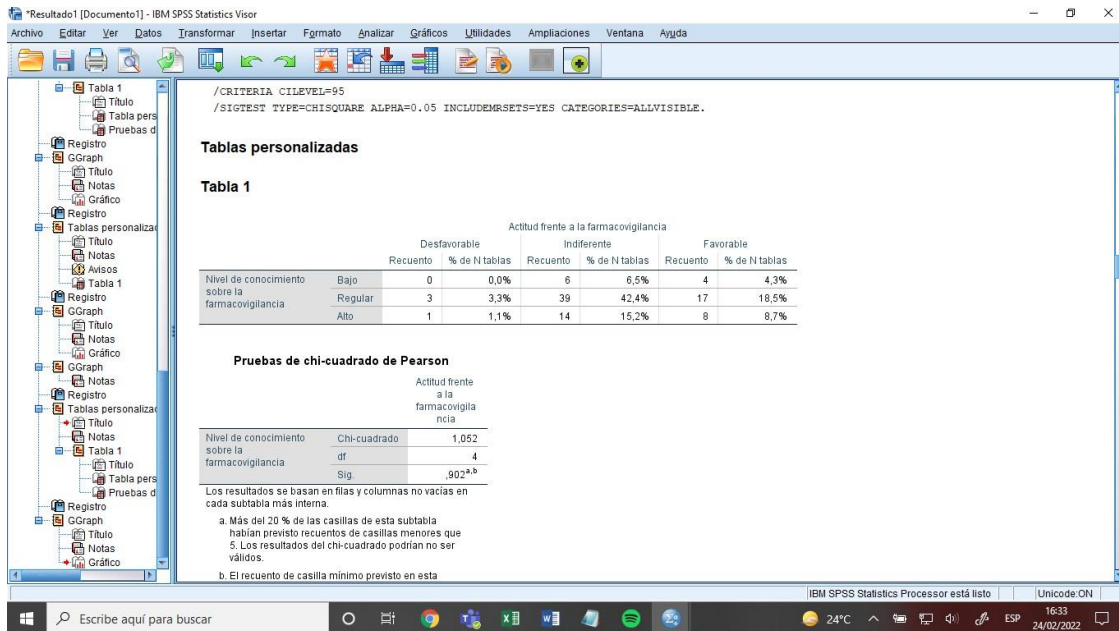 *Resultado1 [Documento1] - IBM SPSS Statistics Visor
Archivo Editar Ver Datos Transformar Insertar Formato Analizar Gráficos Utilidades Ampliaciones Ventana Ayuda
Tabla 1
Título
Tabla pers
Pruebas d
Registro
GGraph
Título
Notas
Gráfico
Registro
Tablas personalizad
Título
Notas
Avisos
Tabla 1
Registro
GGraph
Título
Notas
Gráfico
GGraph
Notas
Registro
Tablas personalizad
Título
Notas
Tabla 1
Título
Tabla pers
Pruebas d
Registro
GGraph
Título
Notas
Gráfico
/CRITERIA CILEVEL=95
/SIGTEST TYPE=CHISQUARE ALPHA=0.05 INCLUDEMRSETS=YES CATEGORIES=ALLVISIBLE.
Tablas personalizadas
Tabla 1
Actitud frente a la farmacovigilancia
Desfavorable Indiferente Favorable
Recuento % de N tablas Recuento % de N tablas Recuento % de N tablas
Nivel de conocimiento sobre la farmacovigilancia
Bajo 0 0,0% 6 6,5% 4 4,3%
Regular 3 3,3% 39 42,4% 17 18,5%
Alto 1 1,1% 14 15,2% 8 8,7%
Pruebas de chi-cuadrado de Pearson
Actitud frente
a la
farmacovigila
ncia
Nivel de conocimiento sobre la farmacovigilancia
Chi-cuadrado 1,052
df 4
Sig. ,902a,b
Los resultados se basan en filas y columnas no vacías en
cada subtabla más interna.
a. Más del 20 % de las casillas de esta subtabla
habían previsto recuentos de casillas menores que
5. Los resultados del chi-cuadrado podrían no ser
válidos.
b. El recuento de casilla mínimo previsto en esta
IBM SPSS Statistics Processor está listo Unicode:ON
Escribe aquí para buscar
24°C ESP 16:33
24/02/2022